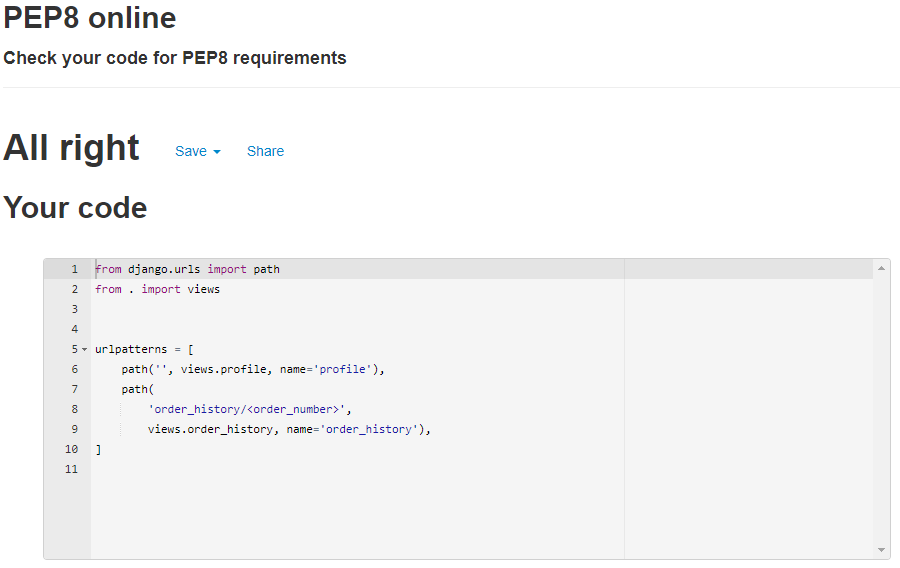 PEP8 online
Check your code for PEP8 requirements
All right Save Share
Your code
1 from django.urls import path
2 from . import views
3
4
5 urlpatterns = [
6     path('', views.profile, name='profile'),
7     path(
8         'order_history/<order_number>',
9         views.order_history, name='order_history'),
10 ]
11